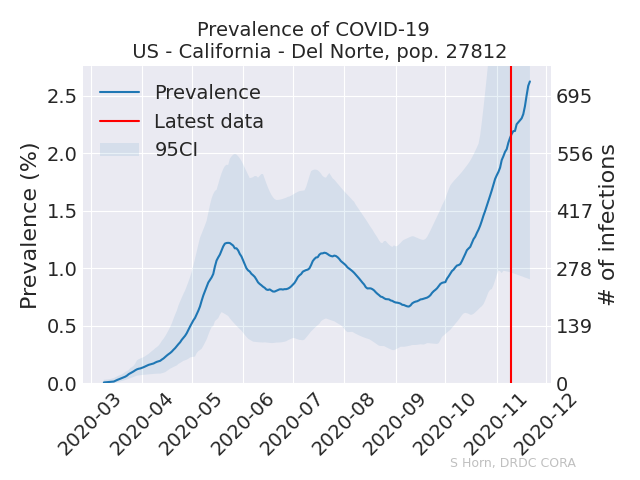 Prevalence of COVID-19
US - California - Del Norte, pop. 27812
Prevalence
Latest data
95CI
Prevalence (%)
2.5
2.0
1.5
1.0
0.5
0.0
695
556
417
278
139
0
# of infections
2020-03
2020-04
2020-05
2020-06
2020-07
2020-08
2020-09
2020-10
2020-11
2020-12
S Horn, DRDC CORA